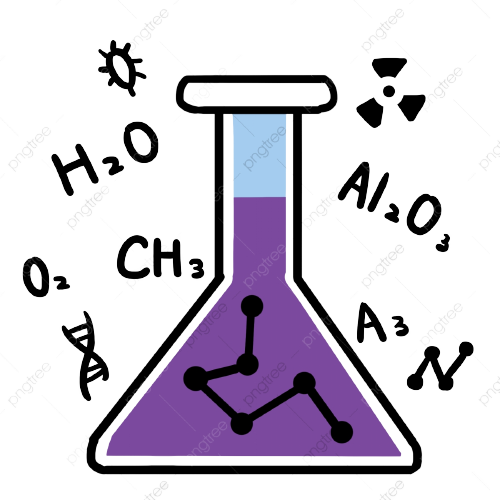 H₂O
Al₂O₃
CH₃
O₂
A₃